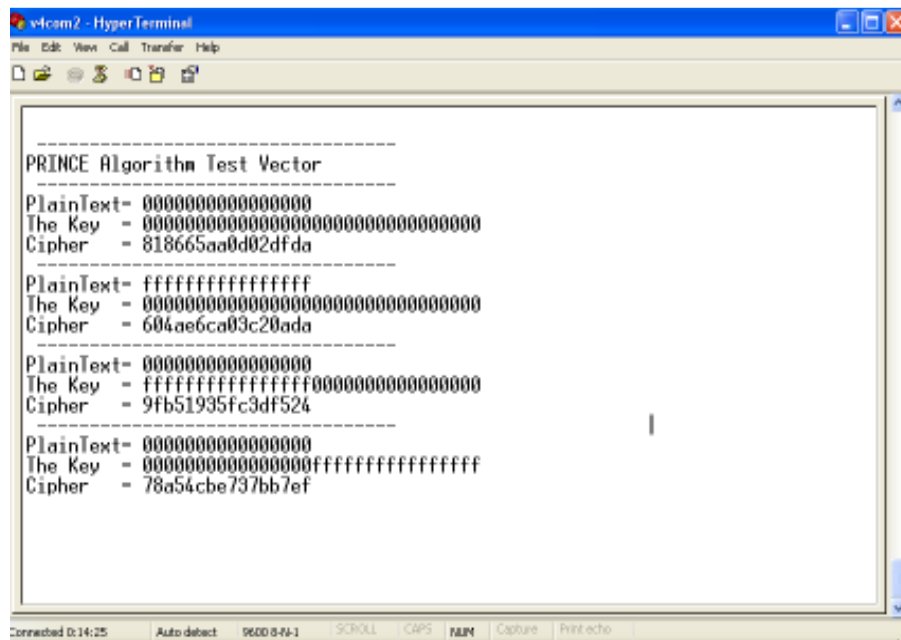 v4com2 - HyperTerminal
File Edit View Call Transfer Help
----------------------------------
PRINCE Algorithm Test Vector
----------------------------------
PlainText= 0000000000000000
The Key = 00000000000000000000000000000000
Cipher = 818665aa0d02dfda
----------------------------------
PlainText= ffffffffffffffff
The Key = 00000000000000000000000000000000
Cipher = 604ae6ca03c20ada
----------------------------------
PlainText= 0000000000000000
The Key = ffffffffffffffff0000000000000000
Cipher = 9fb51935fc3df524
----------------------------------
PlainText= 0000000000000000
The Key = 0000000000000000ffffffffffffffff
Cipher = 78a54cbe737bb7ef
Connected 0:14:25 Auto detect 9600 8-N-1 SCROLL CAPS NUM Capture Print echo